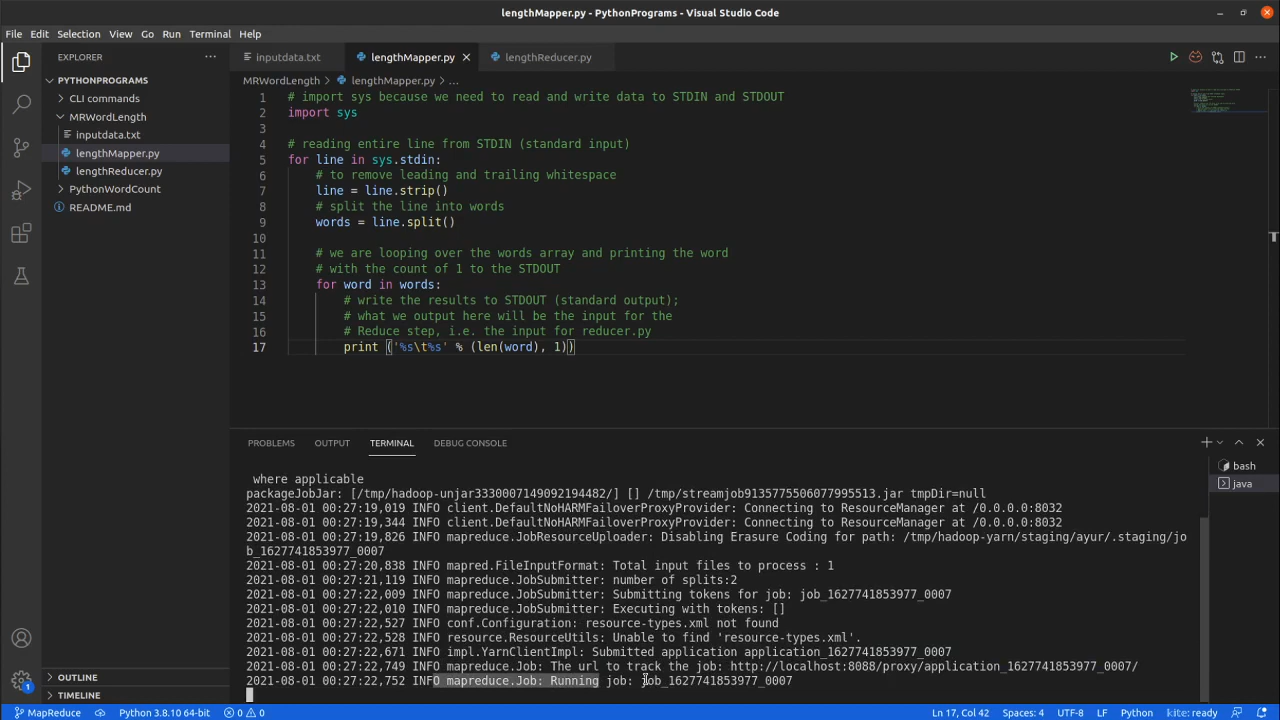 lengthMapper.py - PythonPrograms - Visual Studio Code
File Edit Selection View Go Run Terminal Help
EXPLORER
PYTHONPROGRAMS
CLI commands
MRWordLength
inputdata.txt
lengthMapper.py
lengthReducer.py
PythonWordCount
README.md
OUTLINE
TIMELINE
inputdata.txt lengthMapper.py lengthReducer.py
MRWordLength > lengthMapper.py > ...
1 # import sys because we need to read and write data to STDIN and STDOUT
2 import sys
3
4 # reading entire line from STDIN (standard input)
5 for line in sys.stdin:
6 # to remove leading and trailing whitespace
7 line = line.strip()
8 # split the line into words
9 words = line.split()
10
11 # we are looping over the words array and printing the word
12 # with the count of 1 to the STDOUT
13 for word in words:
14 # write the results to STDOUT (standard output);
15 # what we output here will be the input for the
16 # Reduce step, i.e. the input for reducer.py
17 print ('%s\t%s' % (len(word), 1))
PROBLEMS OUTPUT TERMINAL DEBUG CONSOLE
bash
java
where applicable
packageJobJar: [/tmp/hadoop-unjar3330007149092194482/] [] /tmp/streamjob9135775506077995513.jar tmpDir=null
2021-08-01 00:27:19,019 INFO client.DefaultNoHARMFailoverProxyProvider: Connecting to ResourceManager at /0.0.0.0:8032
2021-08-01 00:27:19,344 INFO client.DefaultNoHARMFailoverProxyProvider: Connecting to ResourceManager at /0.0.0.0:8032
2021-08-01 00:27:19,826 INFO mapreduce.JobResourceUploader: Disabling Erasure Coding for path: /tmp/hadoop-yarn/staging/ayur/.staging/jo
b_1627741853977_0007
2021-08-01 00:27:20,838 INFO mapred.FileInputFormat: Total input files to process : 1
2021-08-01 00:27:21,119 INFO mapreduce.JobSubmitter: number of splits:2
2021-08-01 00:27:22,009 INFO mapreduce.JobSubmitter: Submitting tokens for job: job_1627741853977_0007
2021-08-01 00:27:22,010 INFO mapreduce.JobSubmitter: Executing with tokens: []
2021-08-01 00:27:22,527 INFO conf.Configuration: resource-types.xml not found
2021-08-01 00:27:22,528 INFO resource.ResourceUtils: Unable to find 'resource-types.xml'.
2021-08-01 00:27:22,671 INFO impl.YarnClientImpl: Submitted application application_1627741853977_0007
2021-08-01 00:27:22,749 INFO mapreduce.Job: The url to track the job: http://localhost:8088/proxy/application_1627741853977_0007/
2021-08-01 00:27:22,752 INFO mapreduce.Job: Running job: job_1627741853977_0007
MapReduce Python 3.8.10 64-bit 0 0 Ln 17, Col 42 Spaces: 4 UTF-8 LF Python kite: ready